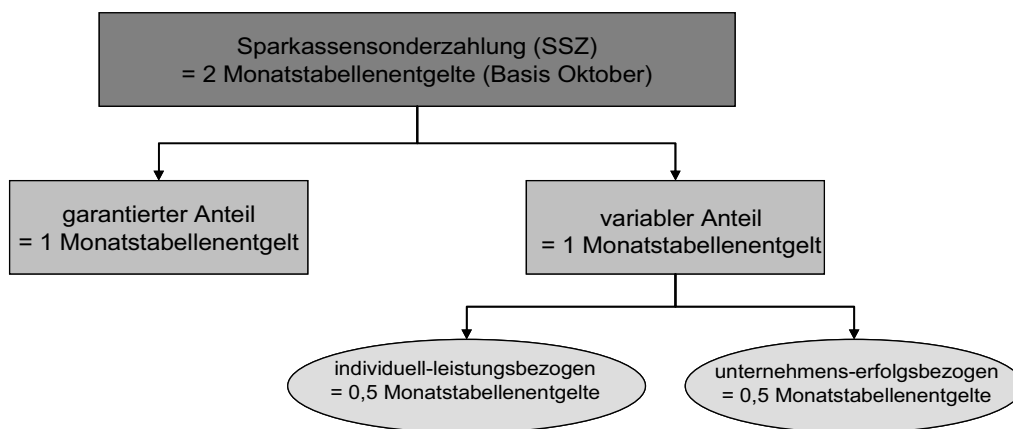 Sparkassensonderzahlung (SSZ)
= 2 Monatstabellenentgelte (Basis Oktober)
garantierter Anteil
= 1 Monatstabellenentgelt
variabler Anteil
= 1 Monatstabellenentgelt
individuell-leistungsbezogen
= 0,5 Monatstabellenentgelte
unternehmens-erfolgsbezogen
= 0,5 Monatstabellenentgelte